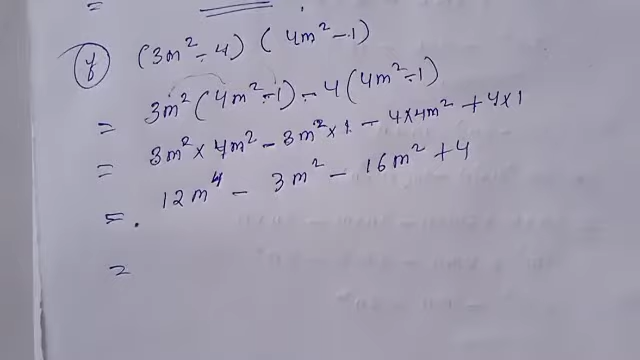 =
f (3m² - 4) (4m² - 1)
= 3m² (4m² - 1) - 4 (4m² - 1)
= 3m² × 4m² - 3m² × 1 - 4 × 4m² + 4 × 1
= 12m⁴ - 3m² - 16m² + 4
=